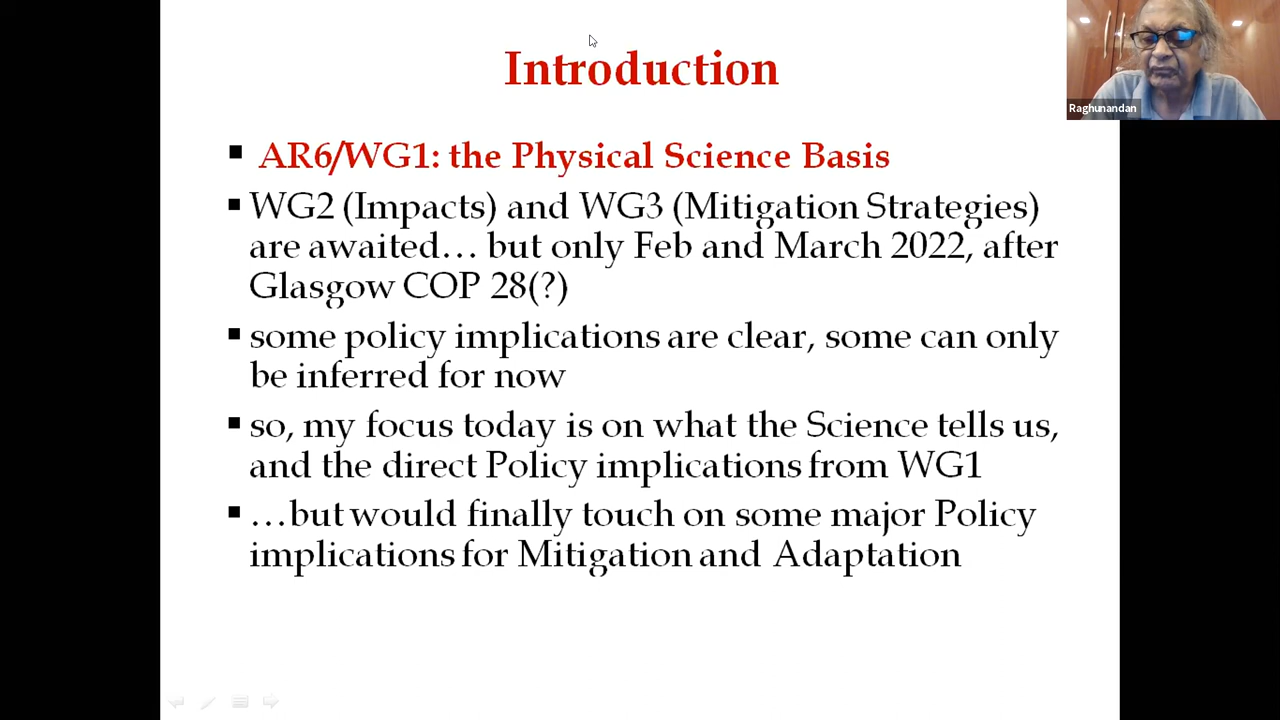 Introduction
Raghunandan
▪ AR6/WG1: the Physical Science Basis
▪ WG2 (Impacts) and WG3 (Mitigation Strategies)
are awaited… but only Feb and March 2022, after
Glasgow COP 28(?)
▪ some policy implications are clear, some can only
be inferred for now
▪ so, my focus today is on what the Science tells us,
and the direct Policy implications from WG1
▪ …but would finally touch on some major Policy
implications for Mitigation and Adaptation